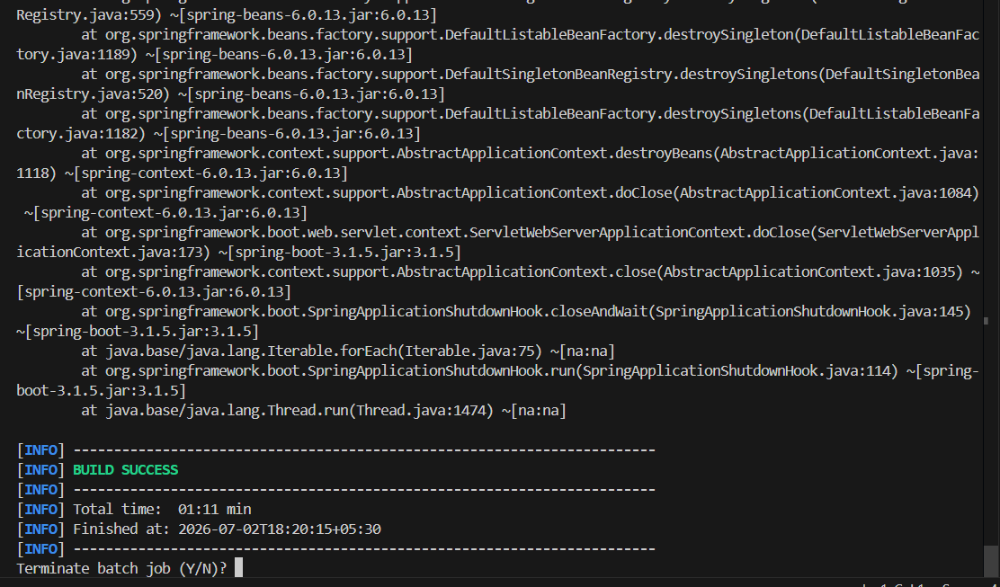 Registry.java:559) ~[spring-beans-6.0.13.jar:6.0.13]
        at org.springframework.beans.factory.support.DefaultListableBeanFactory.destroySingleton(DefaultListableBeanFac
tory.java:1189) ~[spring-beans-6.0.13.jar:6.0.13]
        at org.springframework.beans.factory.support.DefaultSingletonBeanRegistry.destroySingletons(DefaultSingletonBea
nRegistry.java:520) ~[spring-beans-6.0.13.jar:6.0.13]
        at org.springframework.beans.factory.support.DefaultListableBeanFactory.destroySingletons(DefaultListableBeanFa
ctory.java:1182) ~[spring-beans-6.0.13.jar:6.0.13]
        at org.springframework.context.support.AbstractApplicationContext.destroyBeans(AbstractApplicationContext.java:
1118) ~[spring-context-6.0.13.jar:6.0.13]
        at org.springframework.context.support.AbstractApplicationContext.doClose(AbstractApplicationContext.java:1084)
 ~[spring-context-6.0.13.jar:6.0.13]
        at org.springframework.boot.web.servlet.context.ServletWebServerApplicationContext.doClose(ServletWebServerAppl
icationContext.java:173) ~[spring-boot-3.1.5.jar:3.1.5]
        at org.springframework.context.support.AbstractApplicationContext.close(AbstractApplicationContext.java:1035) ~
[spring-context-6.0.13.jar:6.0.13]
        at org.springframework.boot.SpringApplicationShutdownHook.closeAndWait(SpringApplicationShutdownHook.java:145)
~[spring-boot-3.1.5.jar:3.1.5]
        at java.base/java.lang.Iterable.forEach(Iterable.java:75) ~[na:na]
        at org.springframework.boot.SpringApplicationShutdownHook.run(SpringApplicationShutdownHook.java:114) ~[spring-
boot-3.1.5.jar:3.1.5]
        at java.base/java.lang.Thread.run(Thread.java:1474) ~[na:na]

[INFO] ------------------------------------------------------------------------
[INFO] BUILD SUCCESS
[INFO] ------------------------------------------------------------------------
[INFO] Total time:  01:11 min
[INFO] Finished at: 2026-07-02T18:20:15+05:30
[INFO] ------------------------------------------------------------------------
Terminate batch job (Y/N)?